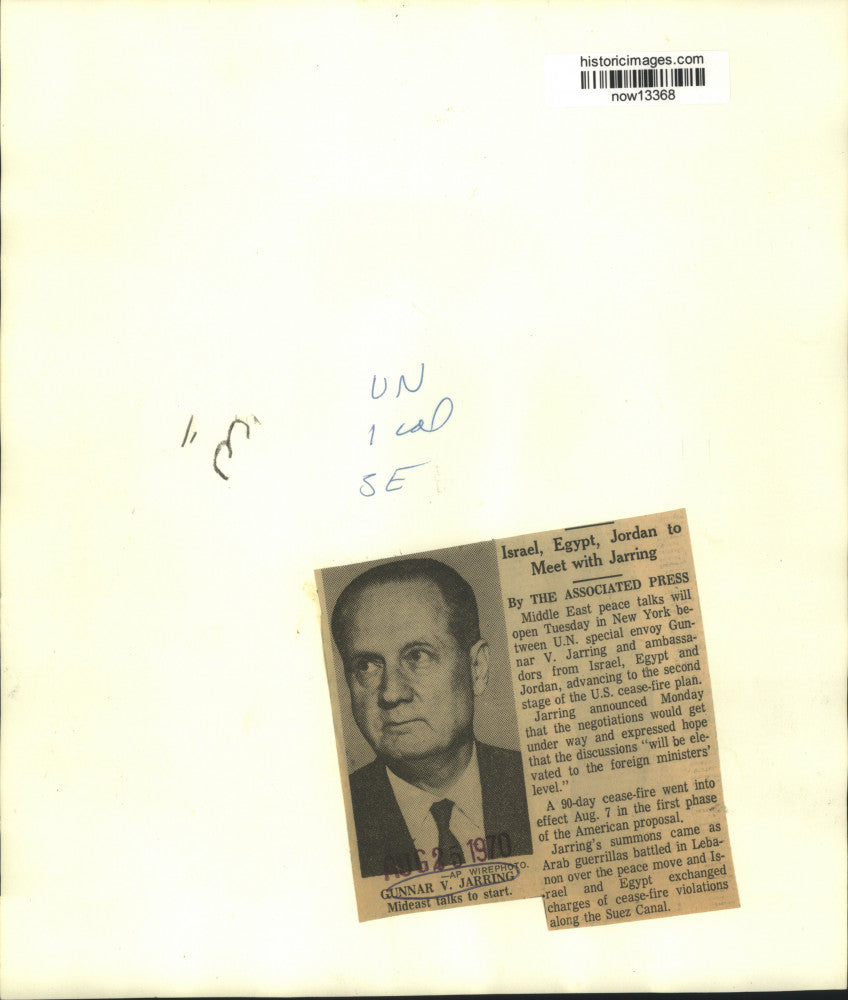 historicimages.com
now13368
UN
1 col
SE
" 3
Israel, Egypt, Jordan to
Meet with Jarring
By THE ASSOCIATED PRESS
Middle East peace talks will
open Tuesday in New York be-
tween U.N. special envoy Gun-
nar V. Jarring and ambassa-
dors from Israel, Egypt and
Jordan, advancing to the second
stage of the U.S. cease-fire plan.
Jarring announced Monday
that the negotiations would get
under way and expressed hope
that the discussions "will be ele-
vated to the foreign ministers'
level."
A 90-day cease-fire went into
effect Aug. 7 in the first phase
of the American proposal.
Jarring's summons came as
Arab guerrillas battled in Leba-
non over the peace move and Is-
rael and Egypt exchanged
charges of cease-fire violations
along the Suez Canal.
AUG 25 1970
—AP WIREPHOTO.
GUNNAR V. JARRING
Mideast talks to start.